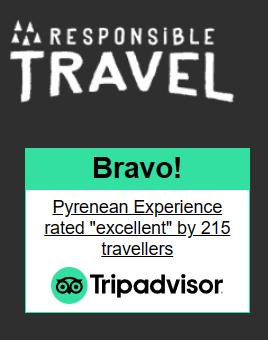 RESPONSIBLE
TRAVEL
Bravo!
Pyrenean Experience
rated "excellent" by 215
travellers
Tripadvisor